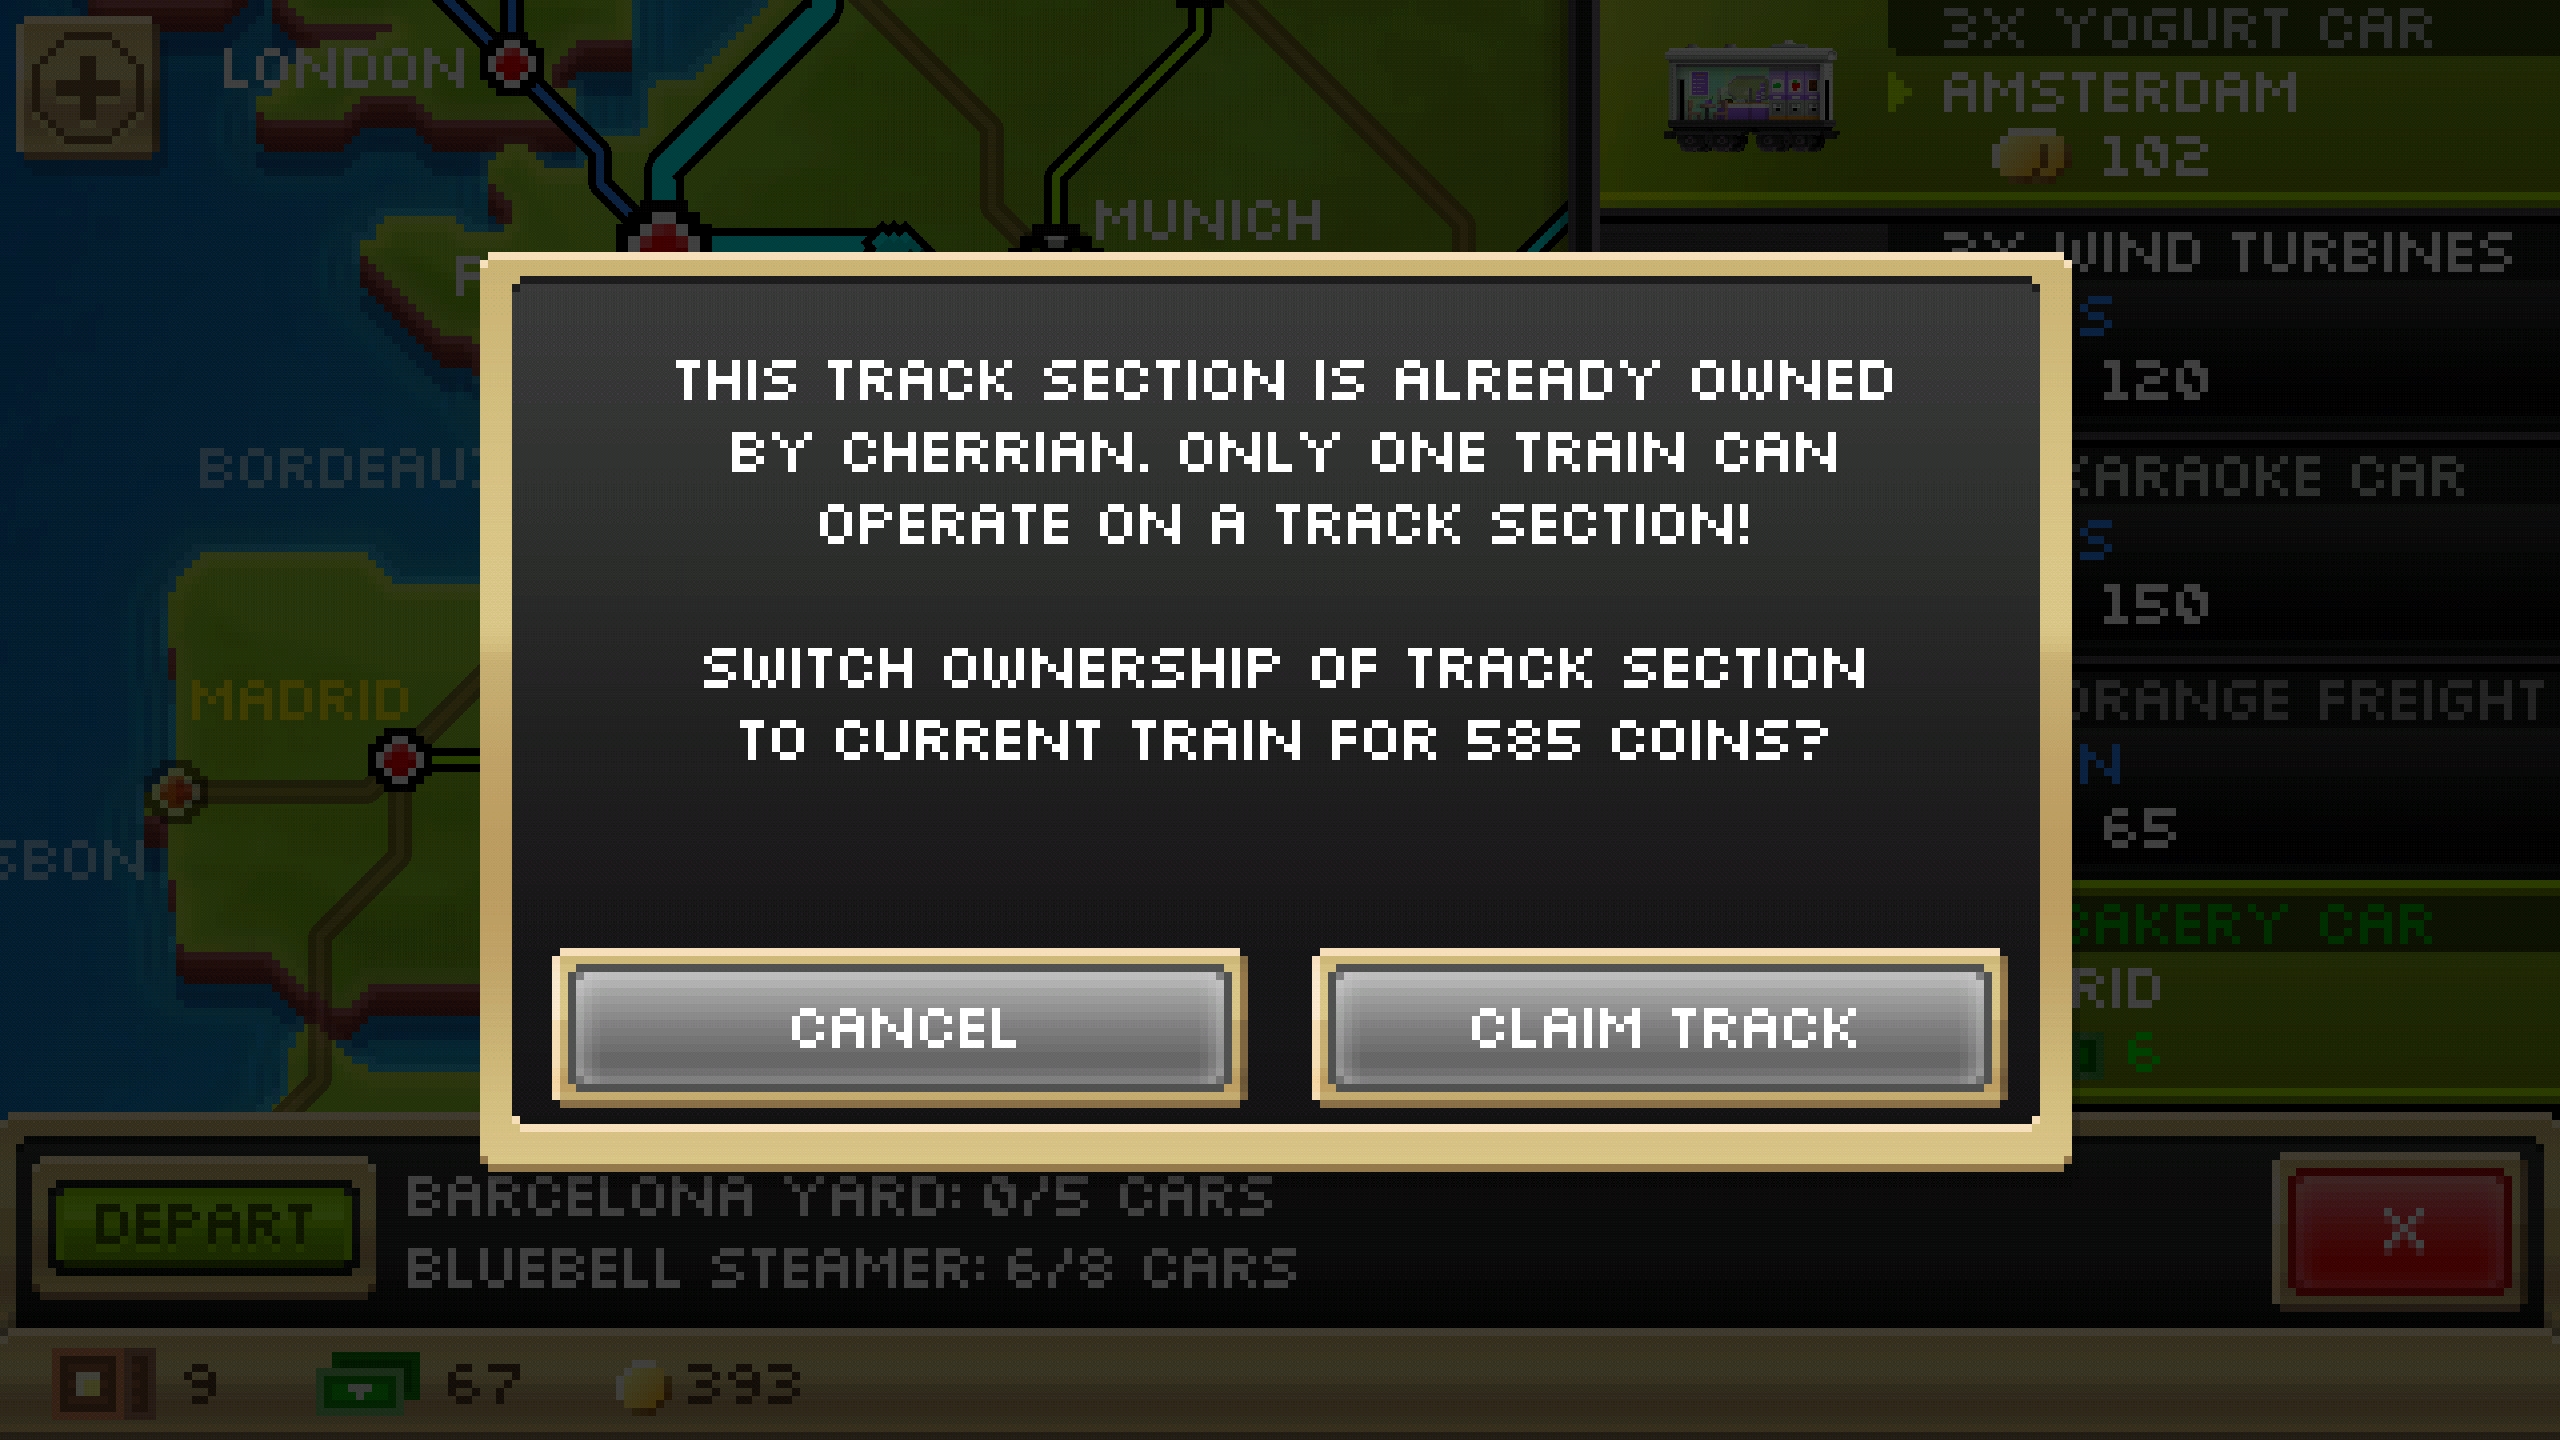 LONDON
MUNICH
MADRID
3X YOGURT CAR
AMSTERDAM
102
WIND TURBINES
S
120
KARAOKE CAR
S
150
ORANGE FREIGHT
N
65
BAKERY CAR
RID
6
THIS TRACK SECTION IS ALREADY OWNED
BY CHERRIAN. ONLY ONE TRAIN CAN
OPERATE ON A TRACK SECTION!
SWITCH OWNERSHIP OF TRACK SECTION
TO CURRENT TRAIN FOR 585 COINS?
CANCEL
CLAIM TRACK
DEPART
BARCELONA YARD: 0/5 CARS
BLUEBELL STEAMER: 6/8 CARS
X
9
67
393